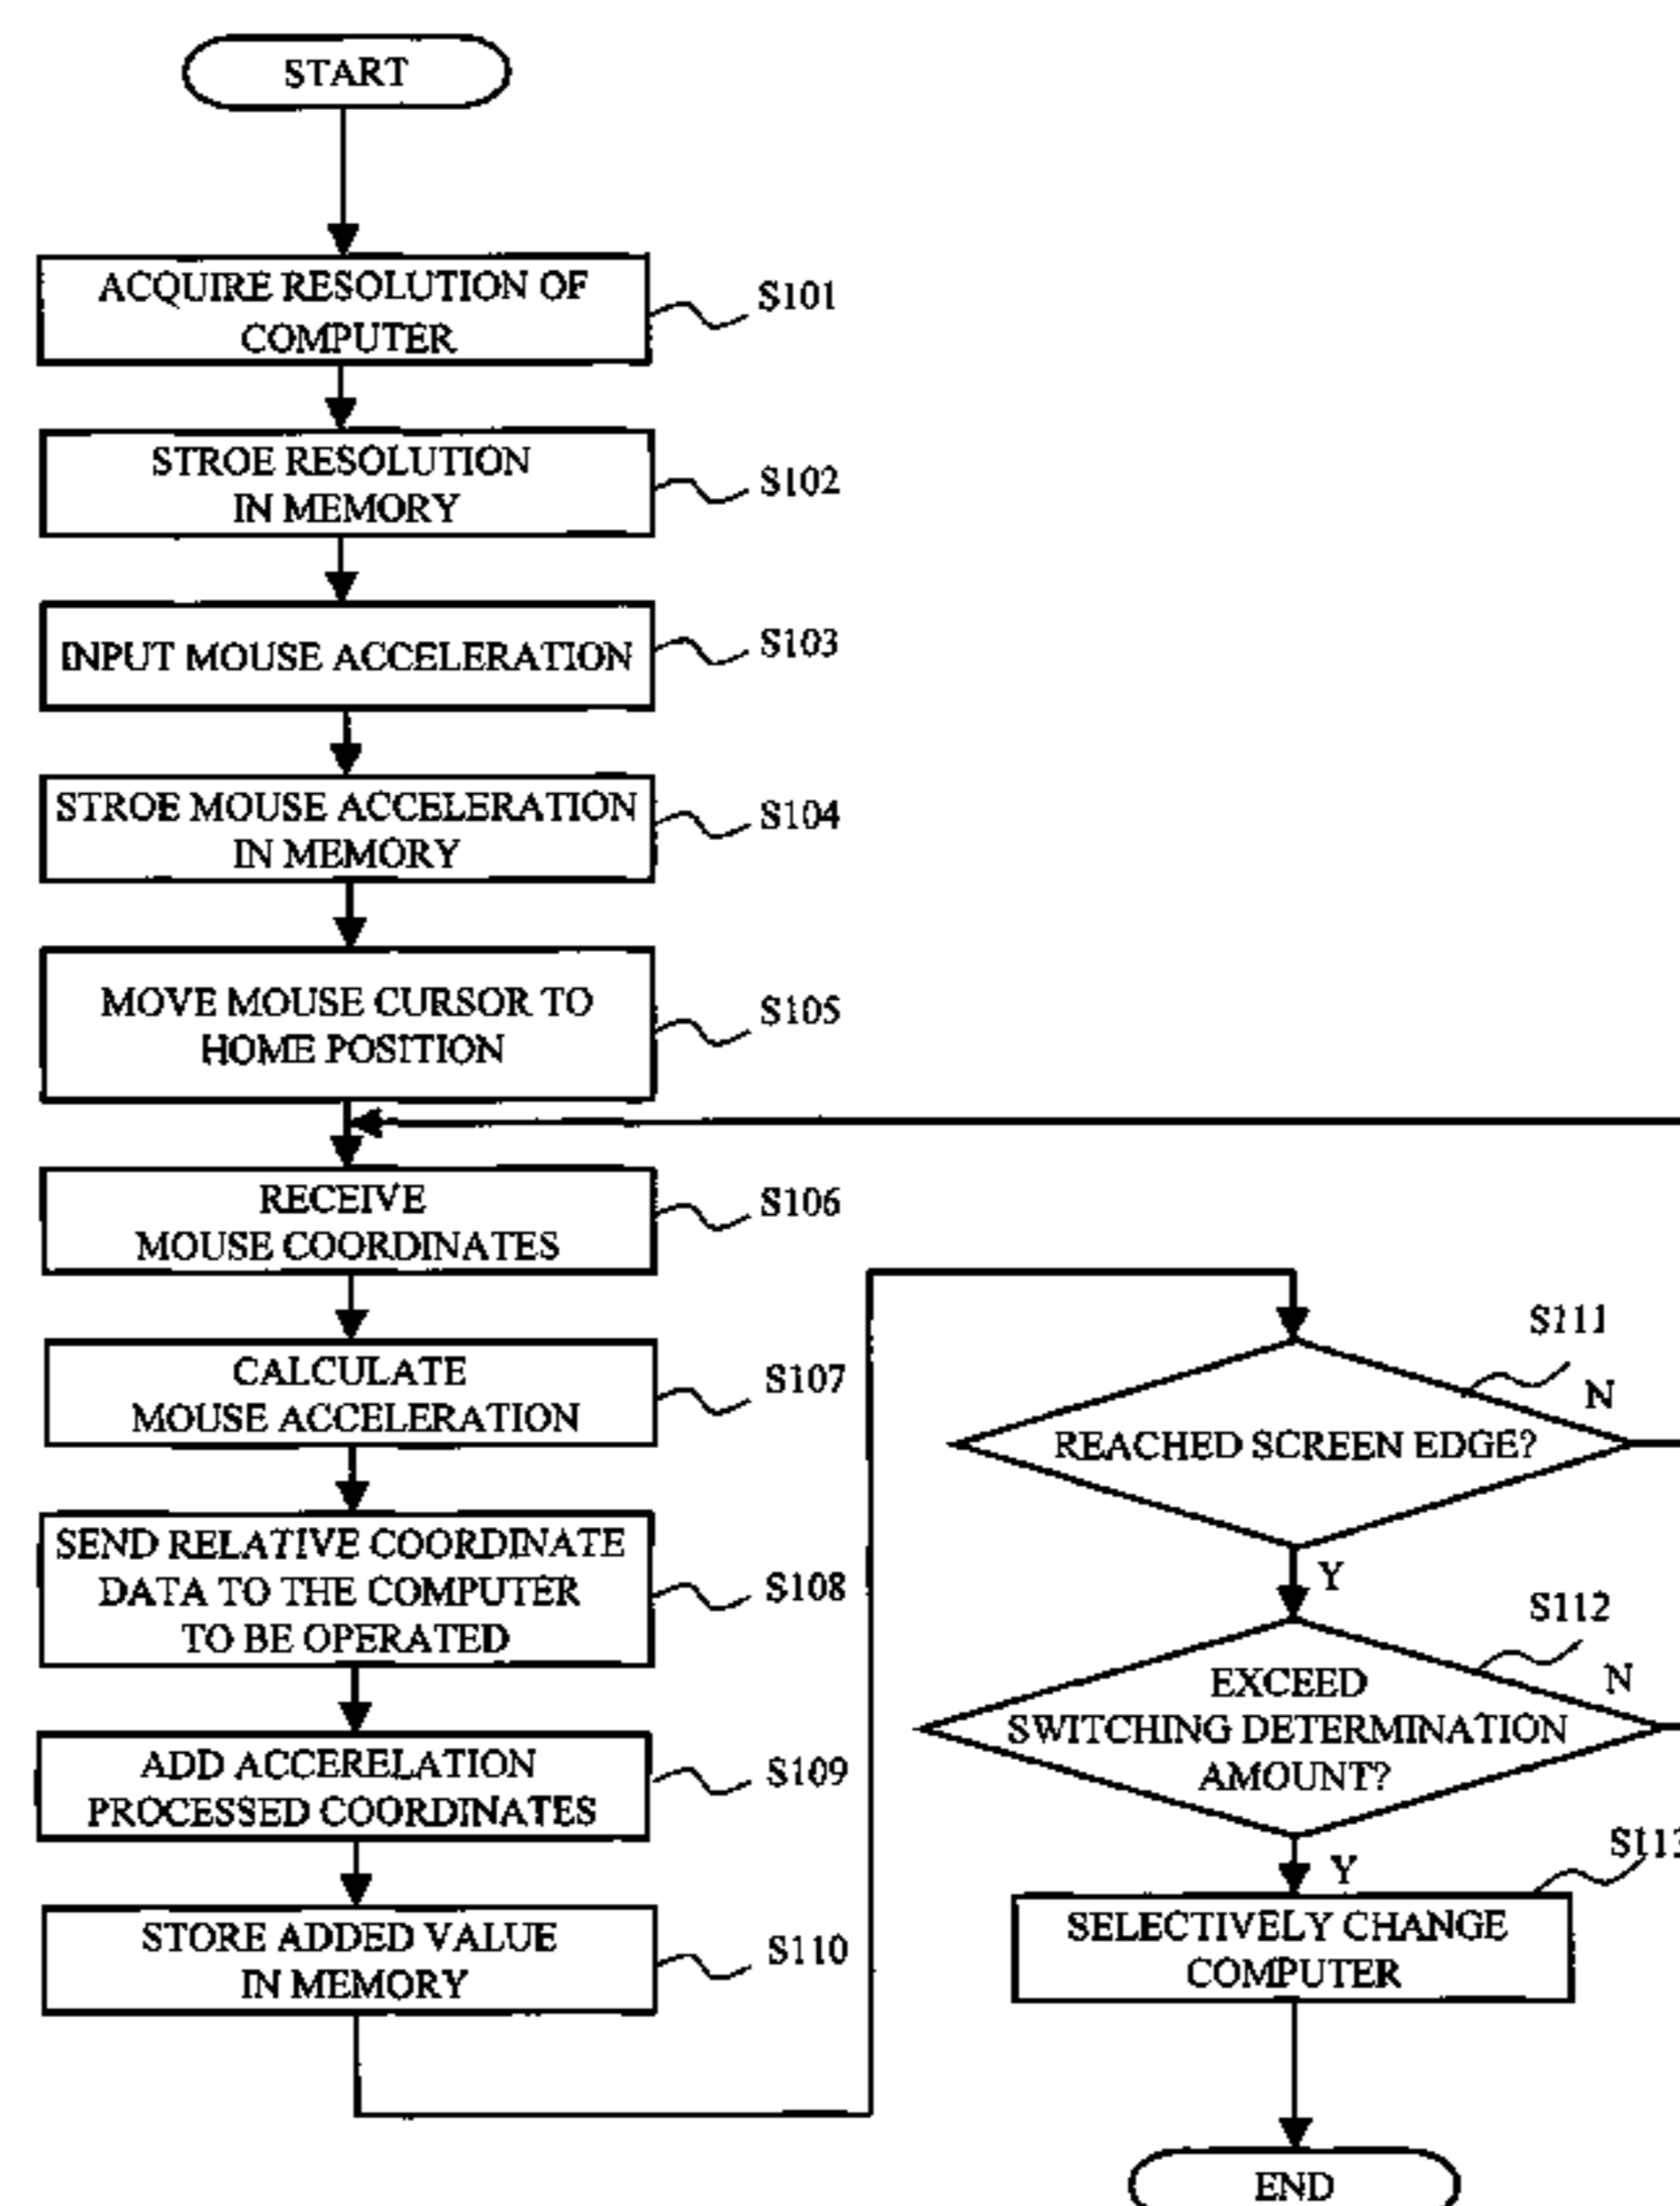 START
ACQUIRE RESOLUTION OF
COMPUTER
S101
STROE RESOLUTION
IN MEMORY
S102
INPUT MOUSE ACCELERATION
S103
STROE MOUSE ACCELERATION
IN MEMORY
S104
MOVE MOUSE CURSOR TO
HOME POSITION
S105
RECEIVE
MOUSE COORDINATES
S106
CALCULATE
MOUSE ACCELERATION
S107
SEND RELATIVE COORDINATE
DATA TO THE COMPUTER
TO BE OPERATED
S108
ADD ACCERELATION
PROCESSED COORDINATES
S109
STORE ADDED VALUE
IN MEMORY
S110
S111
N
REACHED SCREEN EDGE?
Y
S112
N
EXCEED
SWITCHING DETERMINATION
AMOUNT?
Y
S113
SELECTIVELY CHANGE
COMPUTER
END